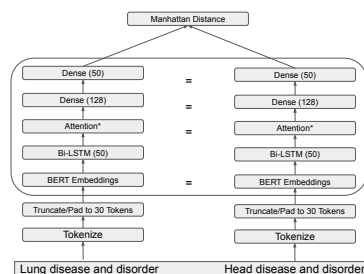 Manhattan Distance
Dense (50) = Dense (50)
Dense (128) = Dense (128)
Attention* = Attention*
Bi-LSTM (50) Bi-LSTM (50)
BERT Embeddings = BERT Embeddings
Truncate/Pad to 30 Tokens Truncate/Pad to 30 Tokens
Tokenize Tokenize
Lung disease and disorder Head disease and disorder